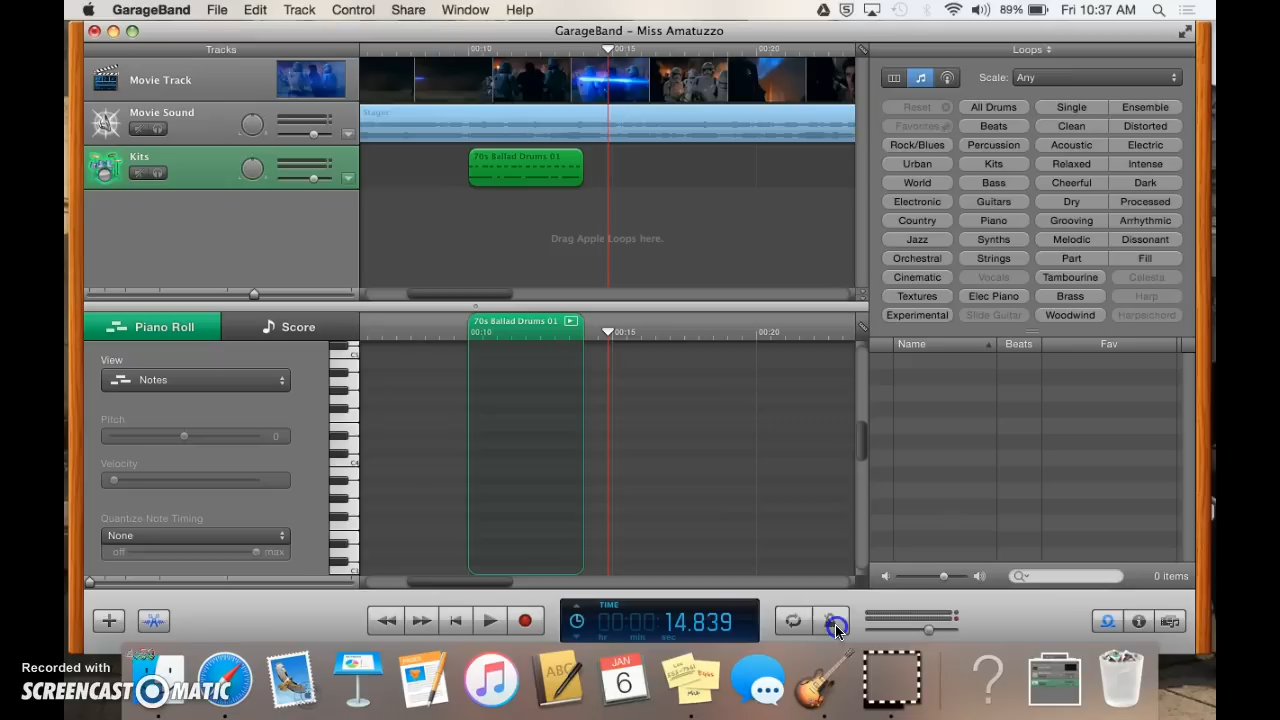 GarageBand File Edit Track Control Share Window Help 89% Fri 10:37 AM
GarageBand – Miss Amatuzzo
Tracks
00:10 00:15 00:20
Loops
Movie Track
Scale: Any
Movie Sound
Stager
Reset All Drums Single Ensemble
Favorites Beats Clean Distorted
Kits
70s Ballad Drums 01
Rock/Blues Percussion Acoustic Electric
Urban Kits Relaxed Intense
World Bass Cheerful Dark
Electronic Guitars Dry Processed
Country Piano Grooving Arrhythmic
Drag Apple Loops here.
Jazz Synths Melodic Dissonant
Orchestral Strings Part Fill
Cinematic Vocals Tambourine Celesta
Textures Elec Piano Brass Harp
Experimental Slide Guitar Woodwind Harpsichord
Piano Roll Score
70s Ballad Drums 01
00:10 00:15 00:20
Name Beats Fav
View
Notes
C5
Pitch
0
Velocity
C4
Quantize Note Timing
None
off max
C3
0 items
TIME
00:00:14.839
hr min sec
JAN
6
ABC
Recorded with
SCREENCAST O MATIC